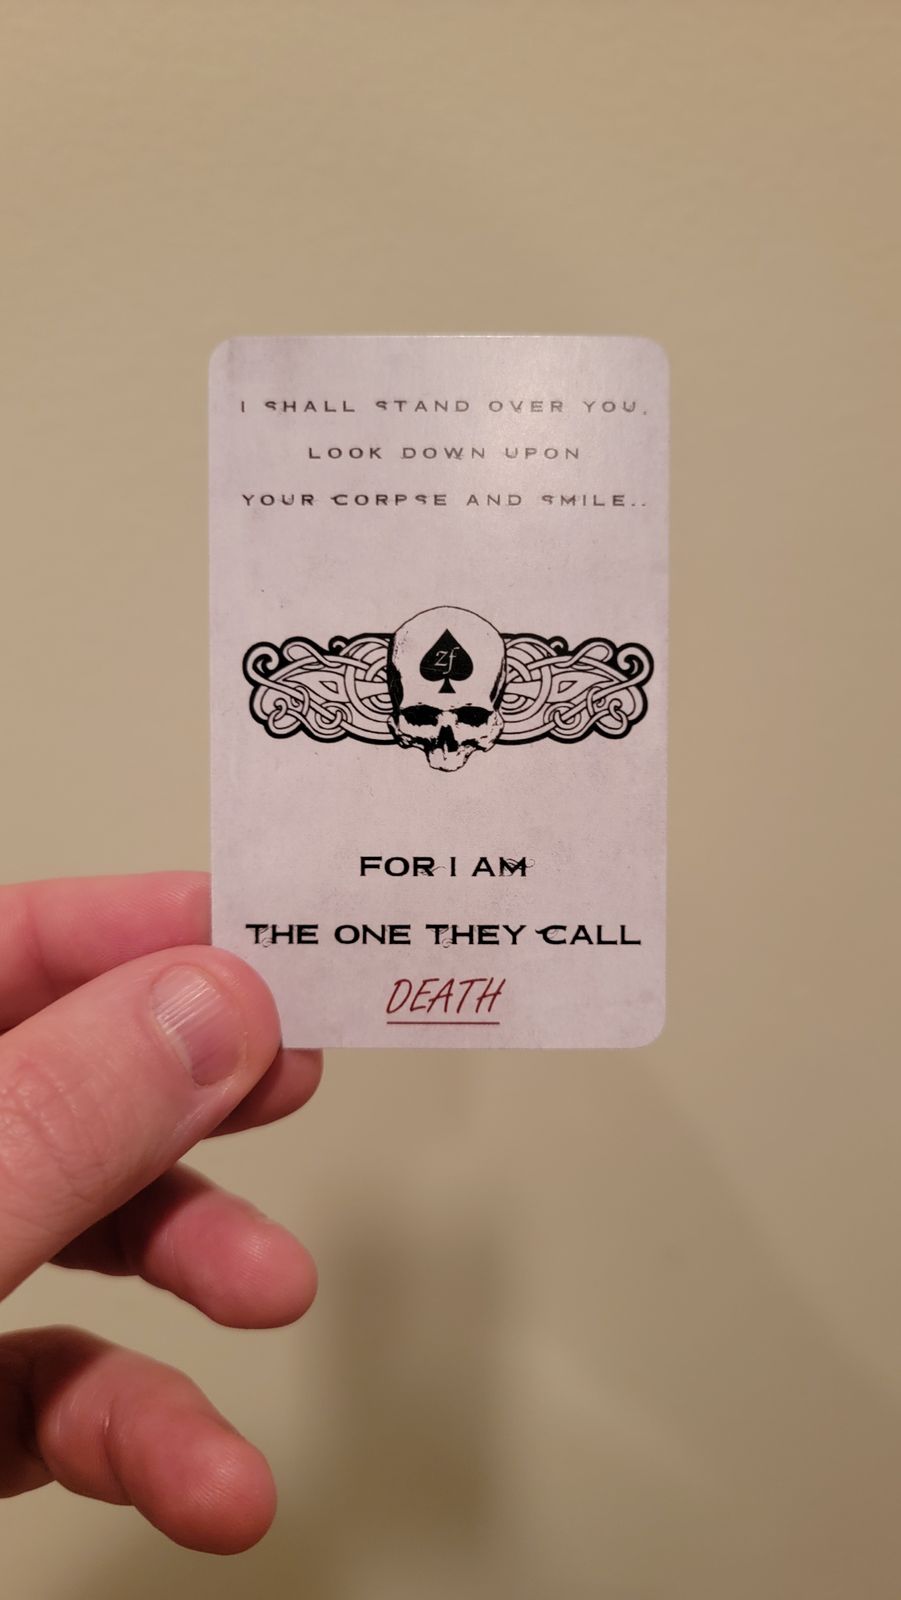 I SHALL STAND OVER YOU,
LOOK DOWN UPON
YOUR CORPSE AND SMILE..
zf
FOR I AM
THE ONE THEY CALL
DEATH